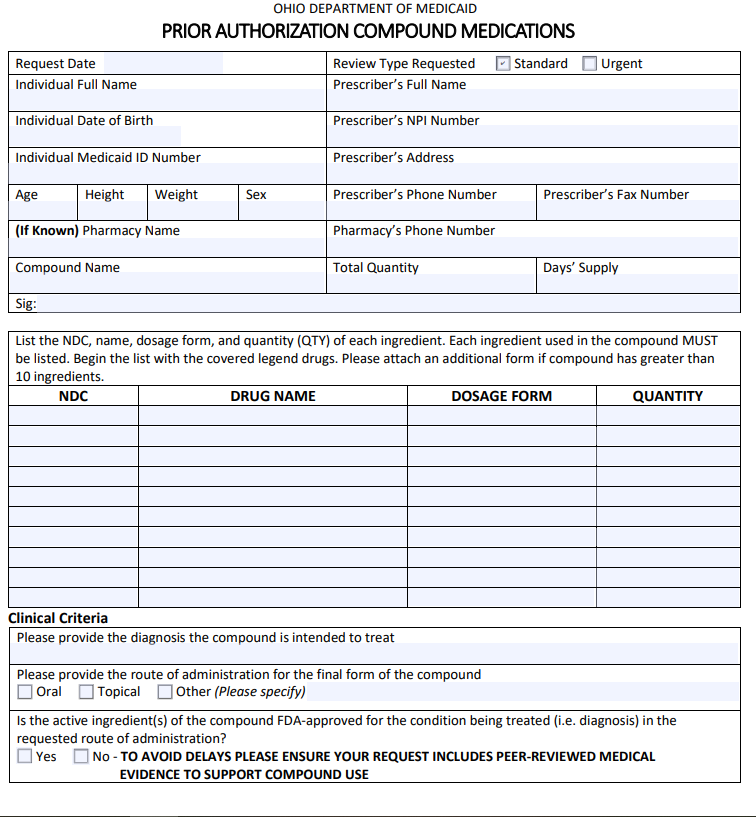 OHIO DEPARTMENT OF MEDICAID
PRIOR AUTHORIZATION COMPOUND MEDICATIONS
Request Date
Review Type Requested Standard Urgent
Individual Full Name
Prescriber's Full Name
Individual Date of Birth
Prescriber's NPI Number
Individual Medicaid ID Number
Prescriber's Address
Age Height Weight Sex
Prescriber's Phone Number Prescriber's Fax Number
(If Known) Pharmacy Name
Pharmacy's Phone Number
Compound Name
Total Quantity Days' Supply
Sig:
List the NDC, name, dosage form, and quantity (QTY) of each ingredient. Each ingredient used in the compound MUST
be listed. Begin the list with the covered legend drugs. Please attach an additional form if compound has greater than
10 ingredients.
NDC DRUG NAME DOSAGE FORM QUANTITY
Clinical Criteria
Please provide the diagnosis the compound is intended to treat
Please provide the route of administration for the final form of the compound
Oral Topical Other (Please specify)
Is the active ingredient(s) of the compound FDA-approved for the condition being treated (i.e. diagnosis) in the
requested route of administration?
Yes No - TO AVOID DELAYS PLEASE ENSURE YOUR REQUEST INCLUDES PEER-REVIEWED MEDICAL
EVIDENCE TO SUPPORT COMPOUND USE